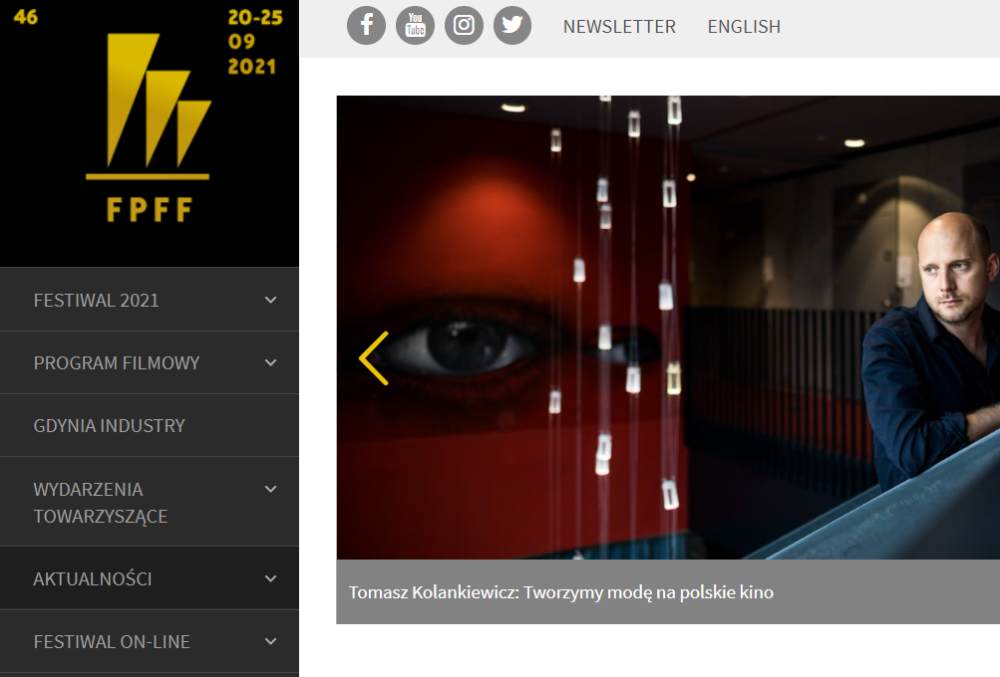 46
20-25
09
2021
FPFF
FESTIWAL 2021
PROGRAM FILMOWY
GDYNIA INDUSTRY
WYDARZENIA
TOWARZYSZĄCE
AKTUALNOŚCI
FESTIWAL ON-LINE
You
Tube
NEWSLETTER
ENGLISH
Tomasz Kolankiewicz: Tworzymy modę na polskie kino